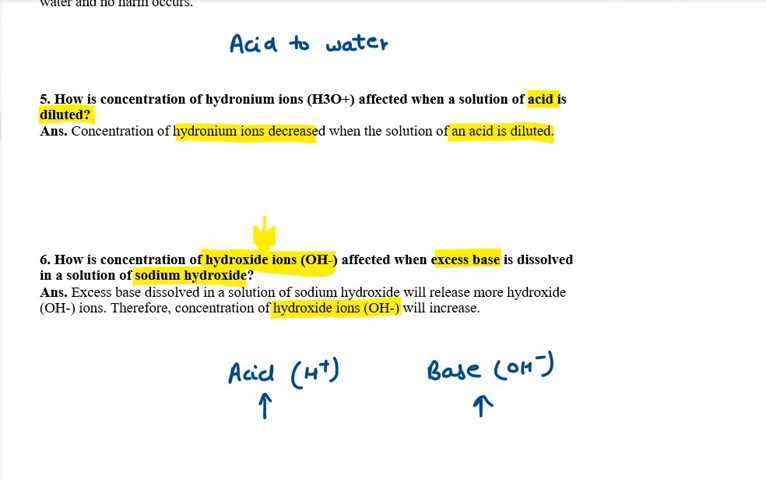 water and no harm occurs.
Acid to water
5. How is concentration of hydronium ions (H3O+) affected when a solution of acid is
diluted?
Ans. Concentration of hydronium ions decreased when the solution of an acid is diluted.
6. How is concentration of hydroxide ions (OH-) affected when excess base is dissolved
in a solution of sodium hydroxide?
Ans. Excess base dissolved in a solution of sodium hydroxide will release more hydroxide
(OH-) ions. Therefore, concentration of hydroxide ions (OH-) will increase.
Acid (H⁺) Base (OH⁻)
↑ ↑